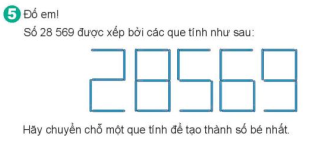 5 Đố em!
Số 28 569 được xếp bởi các que tính như sau:
28569
Hãy chuyển chỗ một que tính để tạo thành số bé nhất.